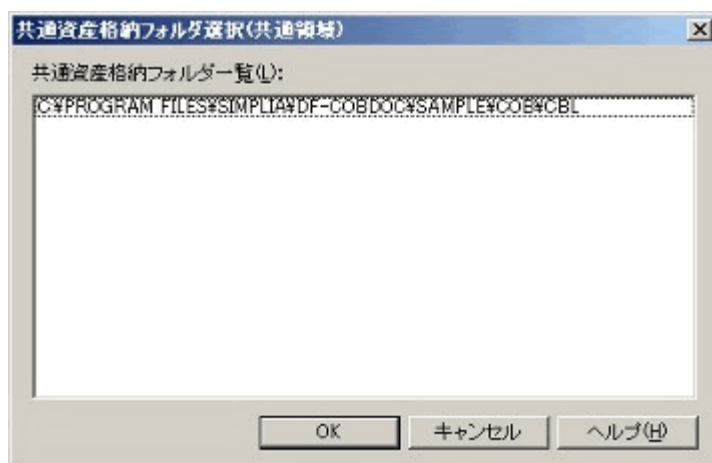 共通資産格納フォルダ選択(共通領域)
共通資産格納フォルダ一覧(L):
C:¥PROGRAM FILES¥SIMPLIA¥DF-COBDOC¥SAMPLE¥COB¥CBL
OK
キャンセル
ヘルプ(H)